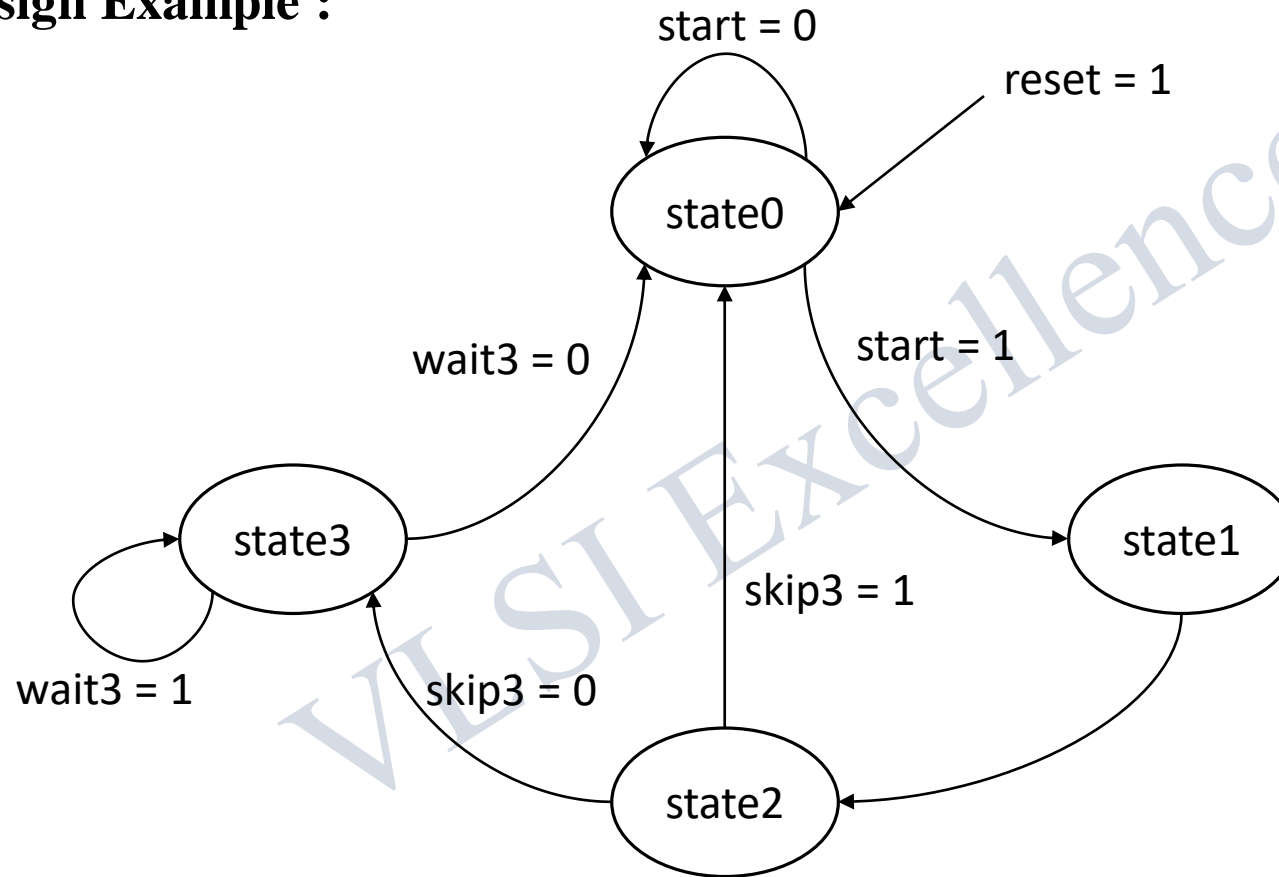 sign Example :
start = 0
reset = 1
state0
wait3 = 0
start = 1
state3
state1
skip3 = 1
wait3 = 1
skip3 = 0
state2
VLSI Excellence